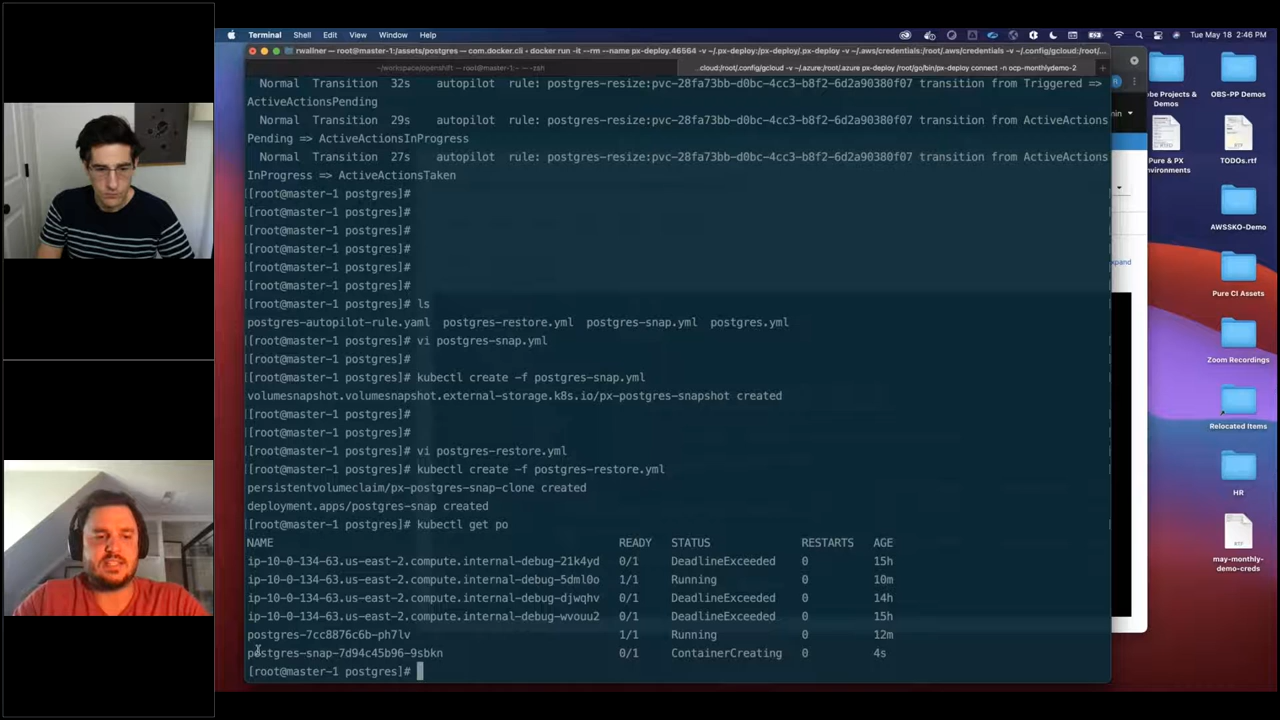 Terminal Shell Edit View Window Help
Tue May 18 2:46 PM
rwallner — root@master-1:/assets/postgres — com.docker.cli ‹ docker run -it --rm --name px-deploy.46564 -v ~/.px-deploy:/px-deploy/.px-deploy -v ~/.aws/credentials:/root/.aws/credentials -v ~/.config/gcloud:/root/...
~/workspace/openshift — root@master-1:~ — -zsh
..cloud:/root/.config/gcloud -v ~/.azure:/root/.azure px-deploy /root/go/bin/px-deploy connect -n ocp-monthlydemo-2
Normal Transition 32s autopilot rule: postgres-resize:pvc-28fa73bb-d0bc-4cc3-b8f2-6d2a90380f07 transition from Triggered =>
ActiveActionsPending
Normal Transition 29s autopilot rule: postgres-resize:pvc-28fa73bb-d0bc-4cc3-b8f2-6d2a90380f07 transition from ActiveActions
Pending => ActiveActionsInProgress
Normal Transition 27s autopilot rule: postgres-resize:pvc-28fa73bb-d0bc-4cc3-b8f2-6d2a90380f07 transition from ActiveActions
InProgress => ActiveActionsTaken
[root@master-1 postgres]#
[root@master-1 postgres]#
[root@master-1 postgres]#
[root@master-1 postgres]#
[root@master-1 postgres]#
[root@master-1 postgres]#
[root@master-1 postgres]# ls
postgres-autopilot-rule.yaml postgres-restore.yml postgres-snap.yml postgres.yml
[root@master-1 postgres]# vi postgres-snap.yml
[root@master-1 postgres]#
[root@master-1 postgres]# kubectl create -f postgres-snap.yml
volumesnapshot.volumesnapshot.external-storage.k8s.io/px-postgres-snapshot created
[root@master-1 postgres]#
[root@master-1 postgres]#
[root@master-1 postgres]# vi postgres-restore.yml
[root@master-1 postgres]# kubectl create -f postgres-restore.yml
persistentvolumeclaim/px-postgres-snap-clone created
deployment.apps/postgres-snap created
[root@master-1 postgres]# kubectl get po
NAME READY STATUS RESTARTS AGE
ip-10-0-134-63.us-east-2.compute.internal-debug-21k4yd 0/1 DeadlineExceeded 0 15h
ip-10-0-134-63.us-east-2.compute.internal-debug-5dml0o 1/1 Running 0 10m
ip-10-0-134-63.us-east-2.compute.internal-debug-djwqhv 0/1 DeadlineExceeded 0 14h
ip-10-0-134-63.us-east-2.compute.internal-debug-wvouu2 0/1 DeadlineExceeded 0 15h
postgres-7cc8876c6b-ph7lv 1/1 Running 0 12m
postgres-snap-7d94c45b96-9sbkn 0/1 ContainerCreating 0 4s
[root@master-1 postgres]#
be Projects &
Demos
OBS-PP Demos
Pure & PX
TODOs.rtf
AWSSKO-Demo
Pure CI Assets
Zoom Recordings
Relocated Items
HR
may-monthly-
demo-creds